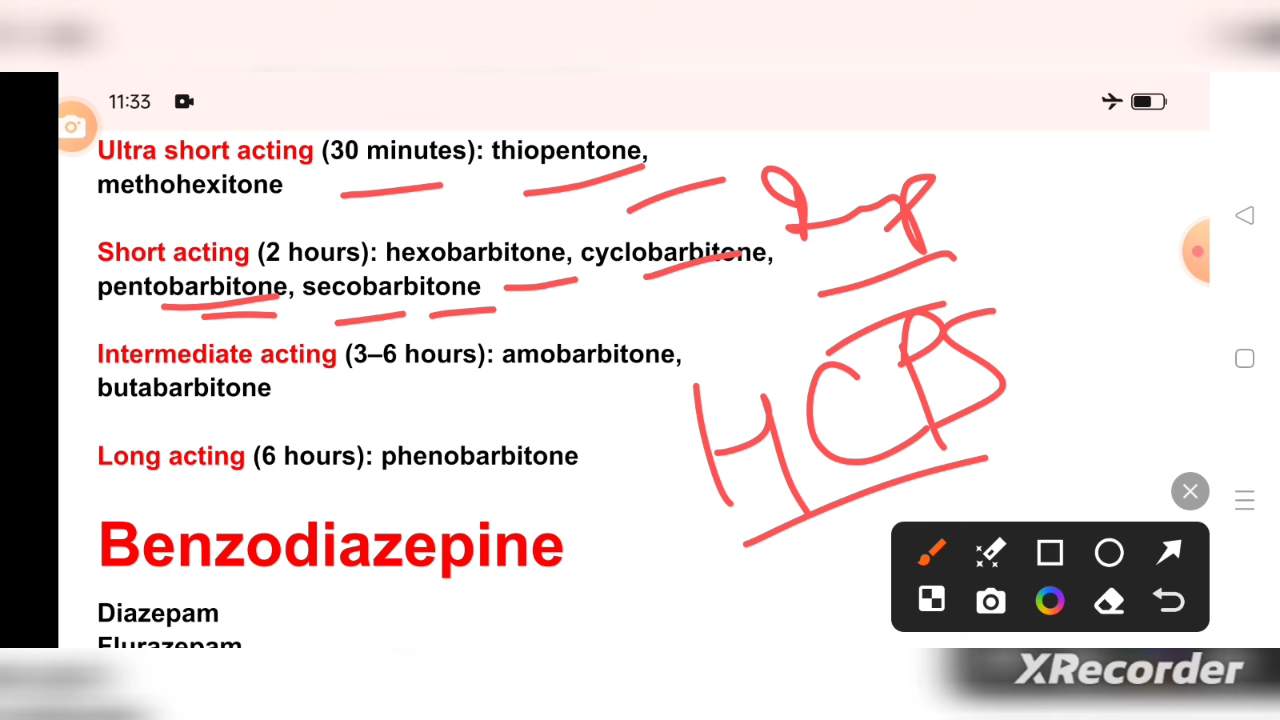 11:33
Ultra short acting (30 minutes): thiopentone,
methohexitone
Short acting (2 hours): hexobarbitone, cyclobarbitone,
pentobarbitone, secobarbitone
Intermediate acting (3–6 hours): amobarbitone,
butabarbitone
Long acting (6 hours): phenobarbitone
HCPS
Benzodiazepine
Diazepam
Flurazepam
XRecorder